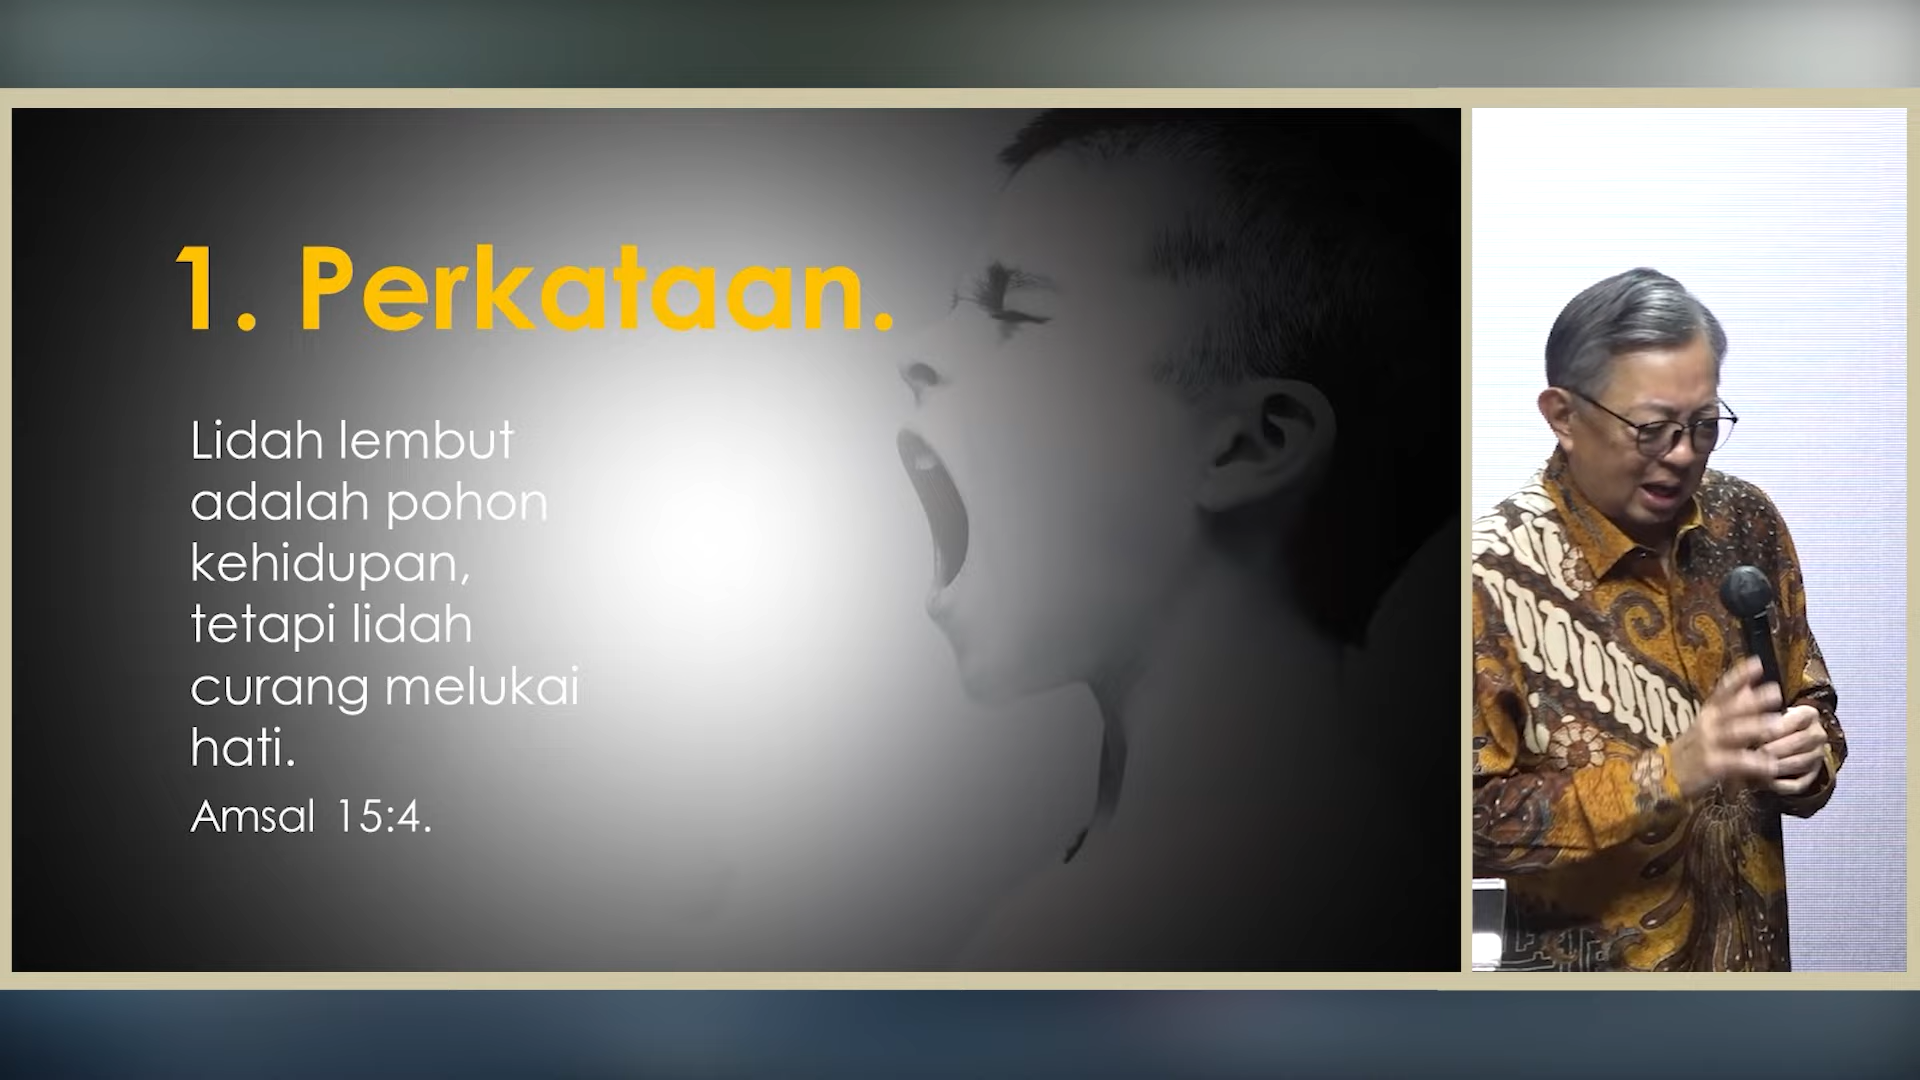 1. Perkataan.
Lidah lembut
adalah pohon
kehidupan,
tetapi lidah
curang melukai
hati.
Amsal 15:4.